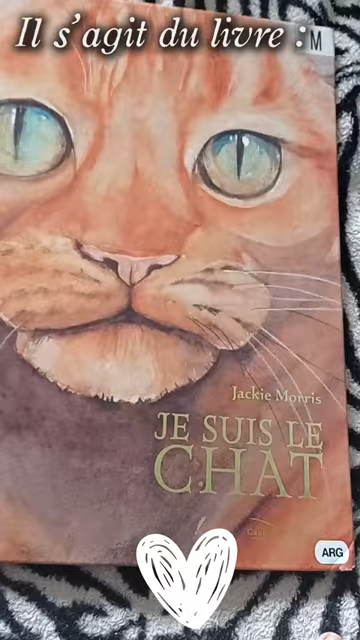 Il s'agit du livre :
M
Jackie Morris
JE SUIS LE
CHAT
ARG